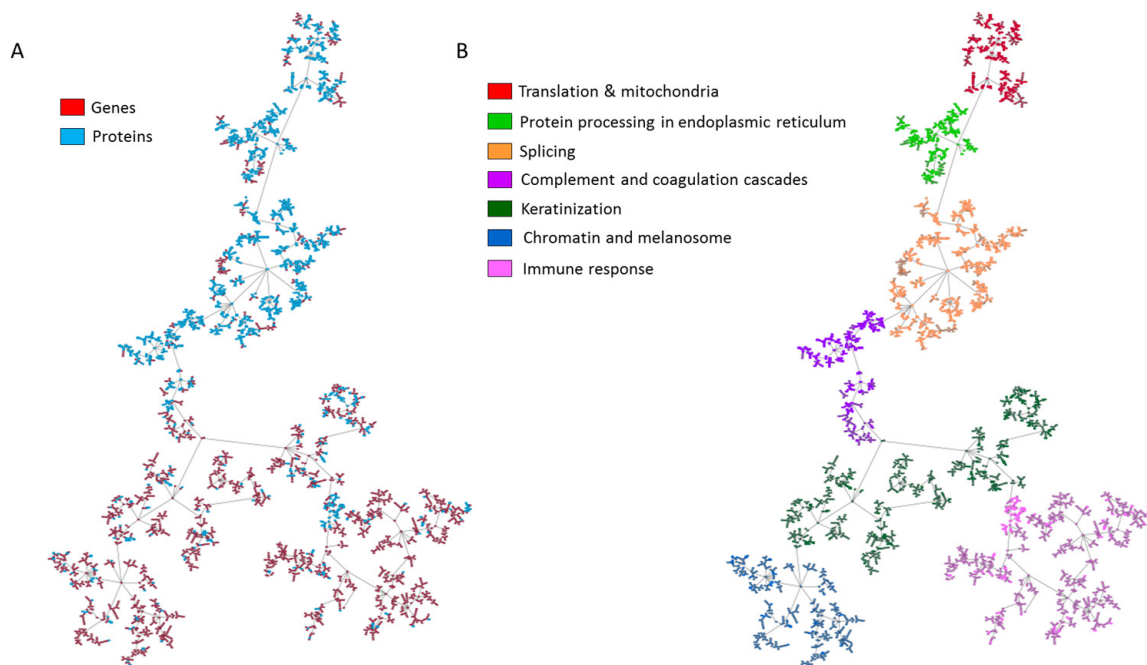 A
Genes
Proteins
B
Translation & mitochondria
Protein processing in endoplasmic reticulum
Splicing
Complement and coagulation cascades
Keratinization
Chromatin and melanosome
Immune response